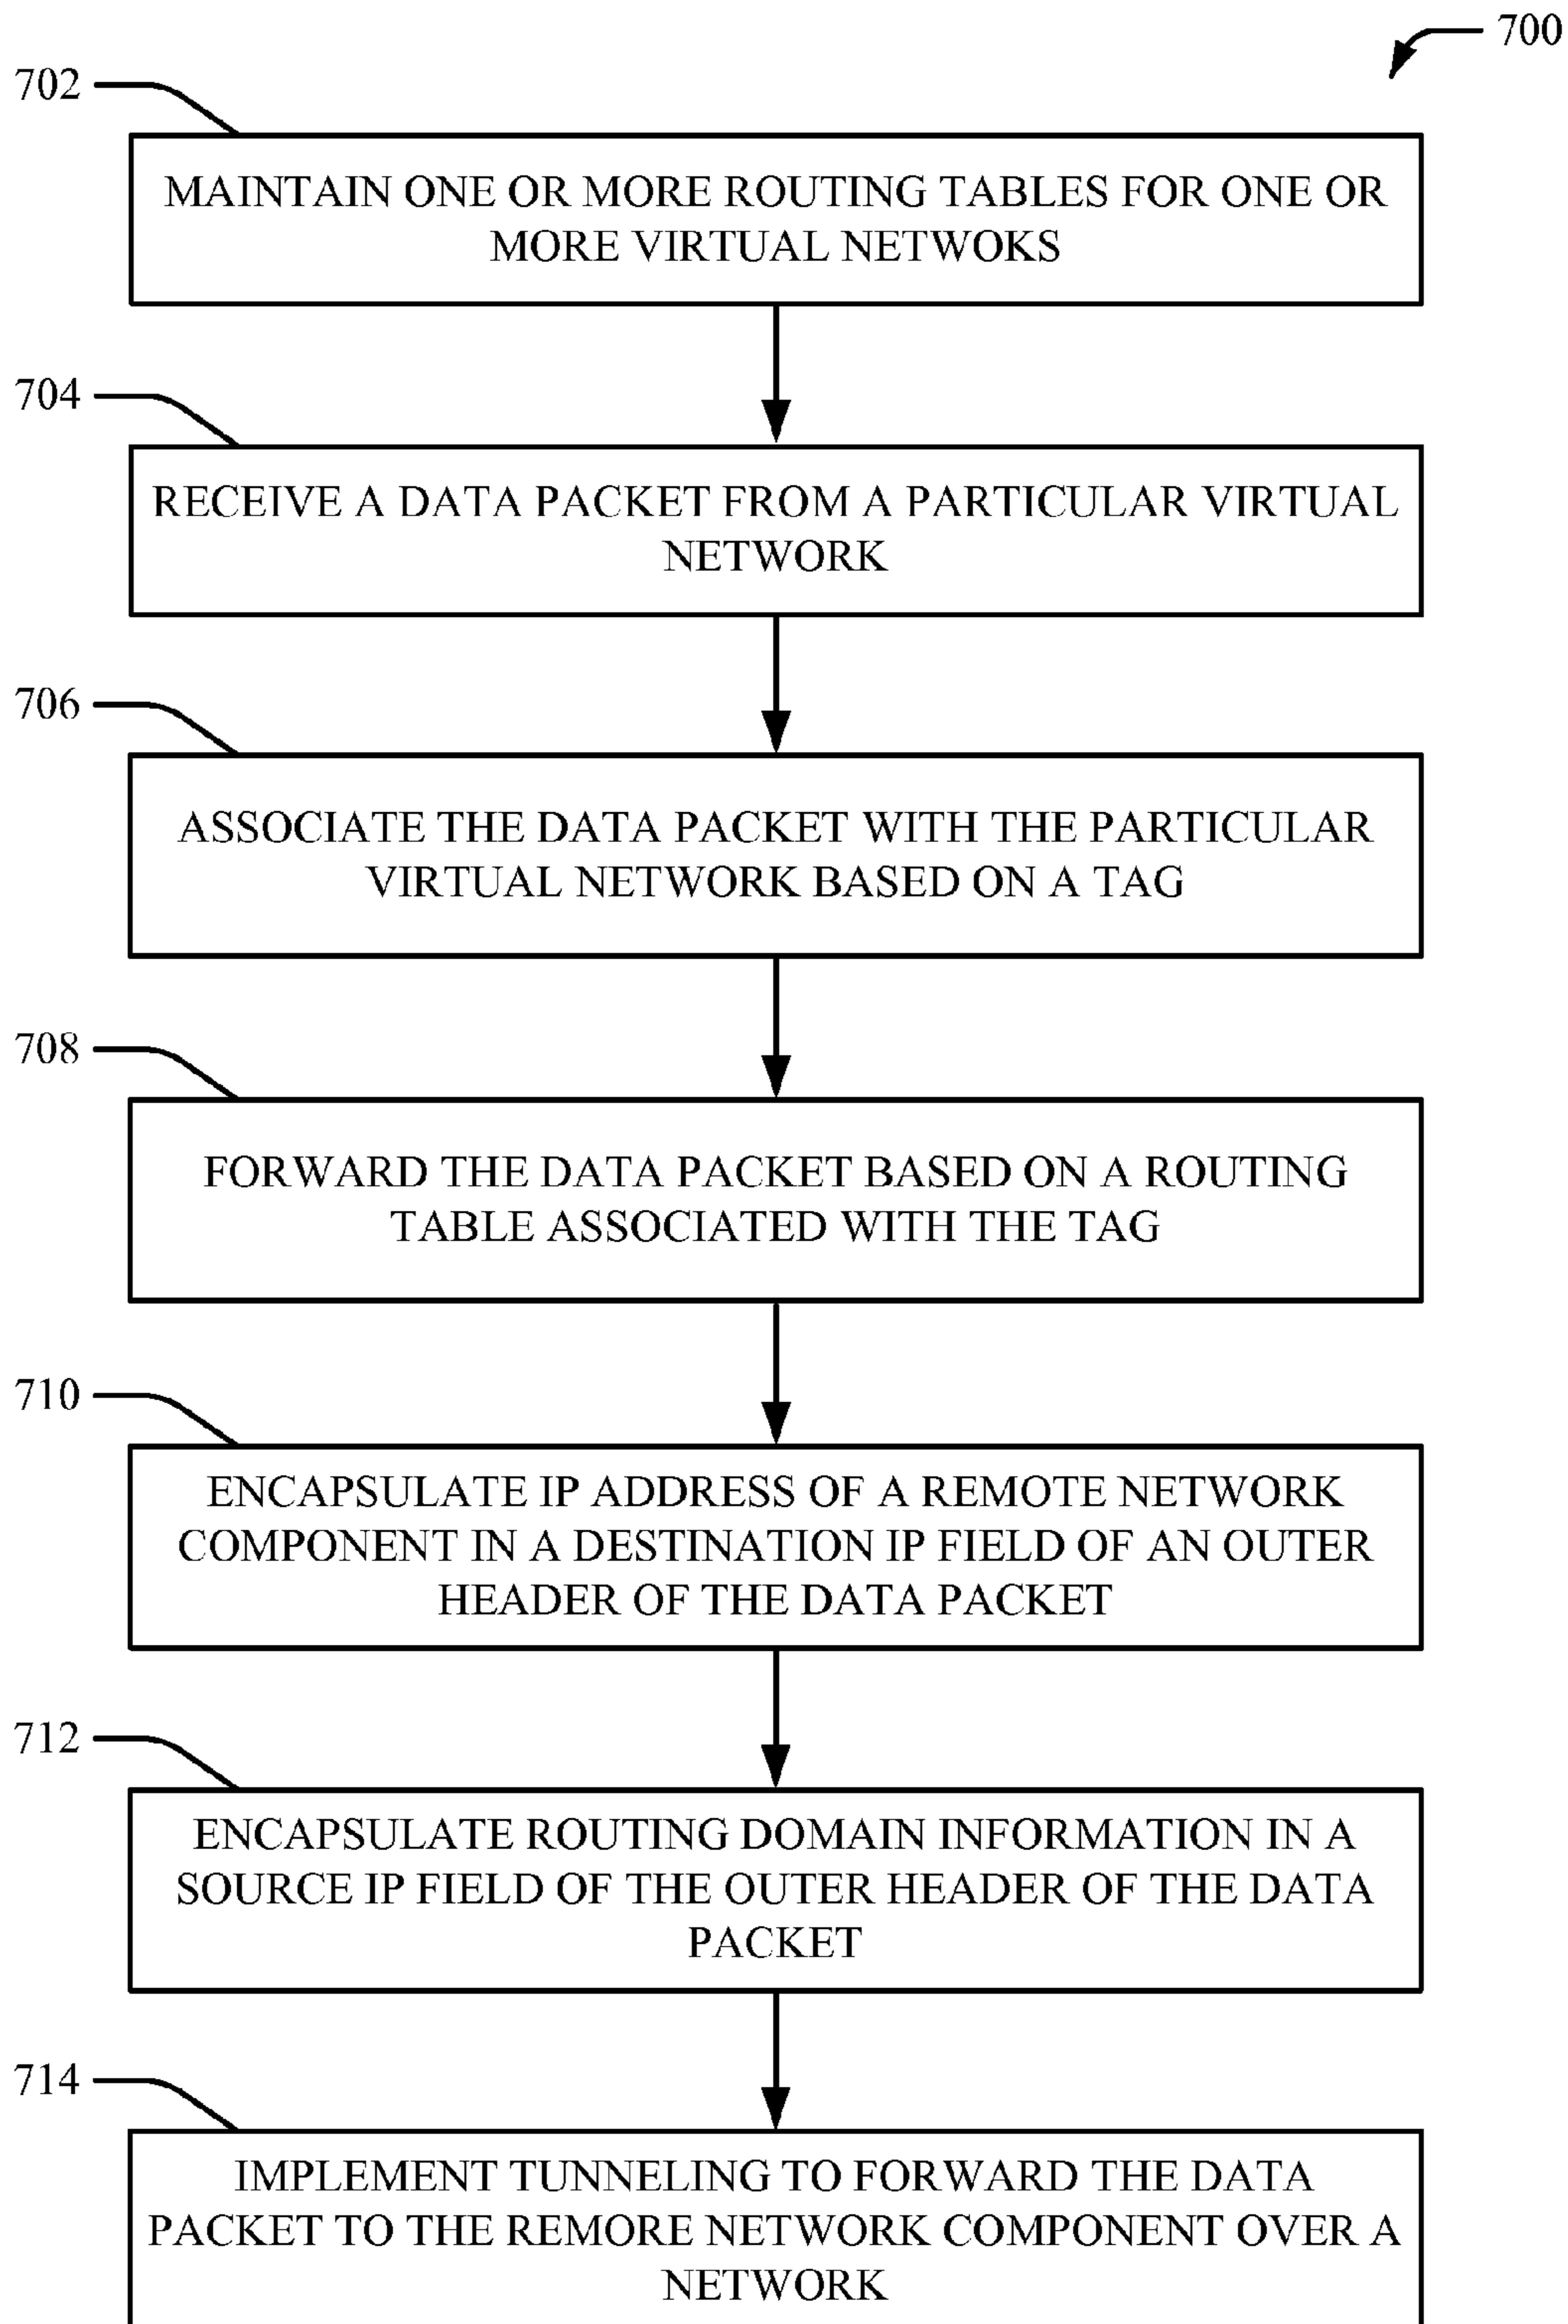 700
702
MAINTAIN ONE OR MORE ROUTING TABLES FOR ONE OR
MORE VIRTUAL NETWOKS
704
RECEIVE A DATA PACKET FROM A PARTICULAR VIRTUAL
NETWORK
706
ASSOCIATE THE DATA PACKET WITH THE PARTICULAR
VIRTUAL NETWORK BASED ON A TAG
708
FORWARD THE DATA PACKET BASED ON A ROUTING
TABLE ASSOCIATED WITH THE TAG
710
ENCAPSULATE IP ADDRESS OF A REMOTE NETWORK
COMPONENT IN A DESTINATION IP FIELD OF AN OUTER
HEADER OF THE DATA PACKET
712
ENCAPSULATE ROUTING DOMAIN INFORMATION IN A
SOURCE IP FIELD OF THE OUTER HEADER OF THE DATA
PACKET
714
IMPLEMENT TUNNELING TO FORWARD THE DATA
PACKET TO THE REMORE NETWORK COMPONENT OVER A
NETWORK